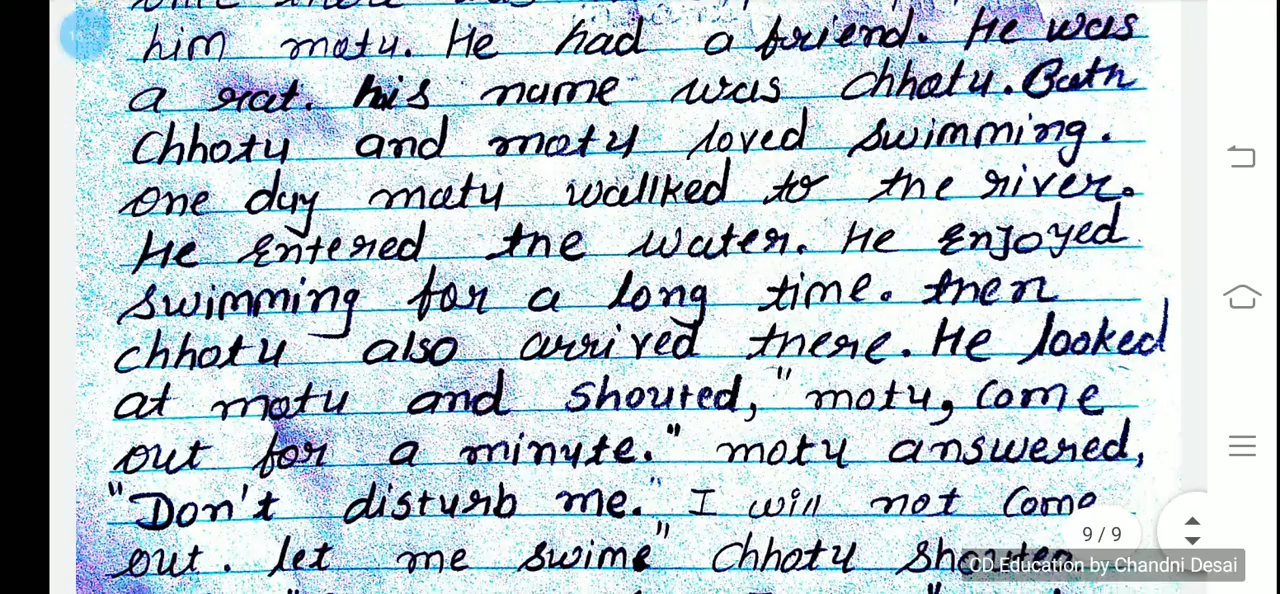 him motu. He had a friend. He was
a rat. his name was chhotu. Both
Chhotu and motu loved swimming.
one day motu wallked to the river.
He Entered the water. He Enjoyed
swimming for a long time. then
chhotu also arrived there. He looked
at motu and shouted, "motu, come
out for a minute." motu answered,
"Don't disturb me." I will not come
out. let me swime" chhotu shouted
9/9
CD Education by Chandni Desai